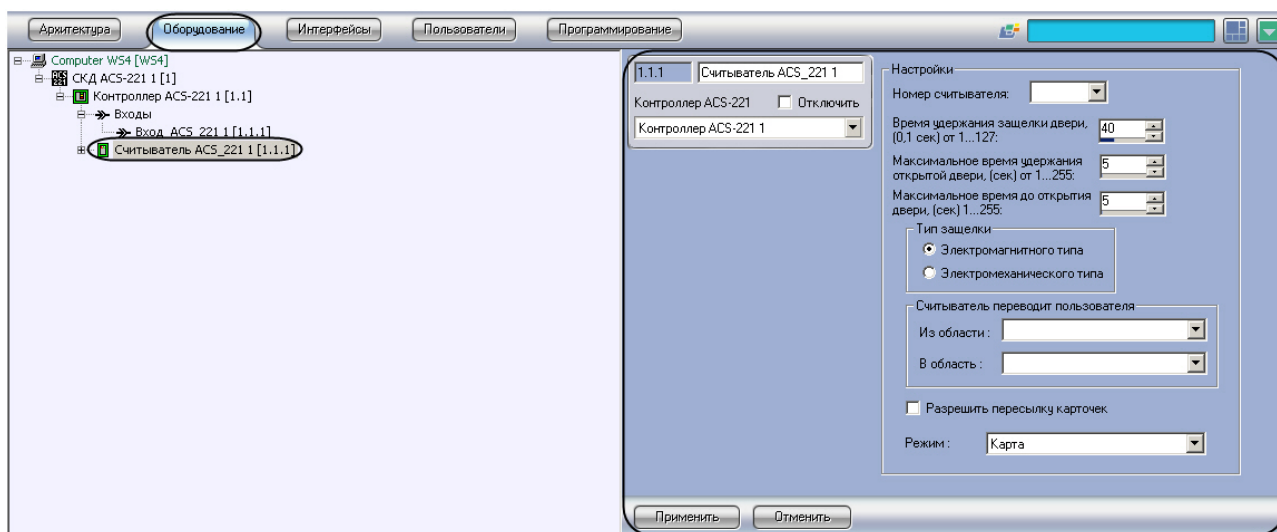 Архитектура Оборудование Интерфейсы Пользователи Программирование
Computer WS4 [WS4]
СКД ACS-221 1 [1]
Контроллер ACS-221 1 [1.1]
Входы
Вход ACS_221 1 [1.1.1]
Считыватель ACS_221 1 [1.1.1]
1.1.1 Считыватель ACS_221 1
Контроллер ACS-221 Отключить
Контроллер ACS-221 1
Настройки
Номер считывателя:
Время удержания защелки двери, (0,1 сек) от 1...127: 40
Максимальное время удержания открытой двери, (сек) от 1...255: 5
Максимальное время до открытия двери, (сек) 1...255: 5
Тип защелки
Электромагнитного типа
Электромеханического типа
Считыватель переводит пользователя
Из области :
В область :
Разрешить пересылку карточек
Режим : Карта
Применить Отменить